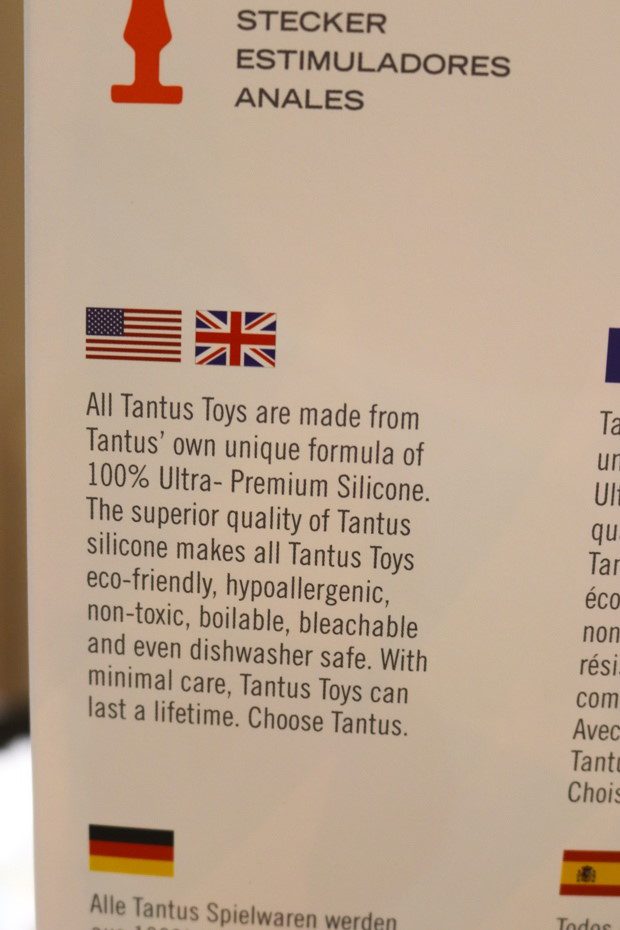 STECKER
ESTIMULADORES
ANALES
All Tantus Toys are made from
Tantus' own unique formula of
100% Ultra- Premium Silicone.
The superior quality of Tantus
silicone makes all Tantus Toys
eco-friendly, hypoallergenic,
non-toxic, boilable, bleachable
and even dishwasher safe. With
minimal care, Tantus Toys can
last a lifetime. Choose Tantus.
Alle Tantus Spielwaren werden
Todos